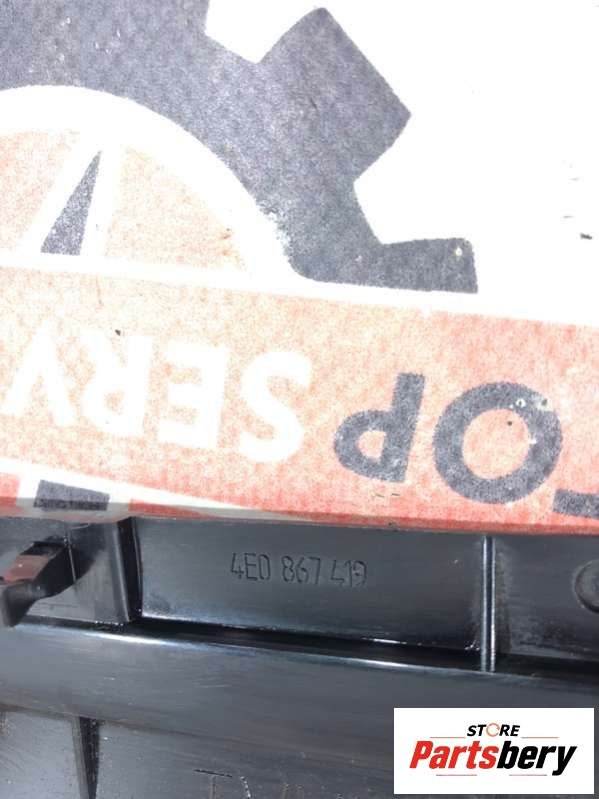 OP SERV
4E0 867 419
STORE
Partsbery